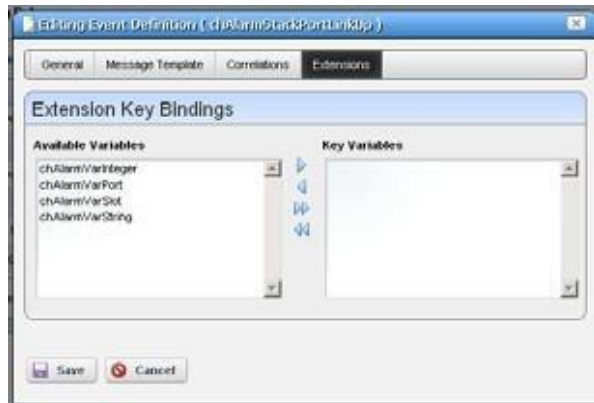 Editing Event Definition ( chAlarmStackPortLinkUp )
General Message Template Correlations Extensions
Extension Key Bindings
Available Variables Key Variables
chAlarmVarInteger
chAlarmVarPort
chAlarmVarSlot
chAlarmVarString
Save Cancel